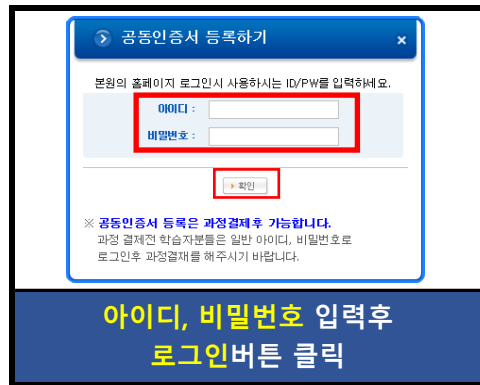 공동인증서 등록하기
본원의 홈페이지 로그인시 사용하시는 ID/PW를 입력하세요.
아이디 :
비밀번호 :
확인
※ 공동인증서 등록은 과정결제후 가능합니다.
과정 결제전 학습자분들은 일반 아이디, 비밀번호로
로그인후 과정결재를 해주시기 바랍니다.
아이디, 비밀번호 입력후
로그인버튼 클릭